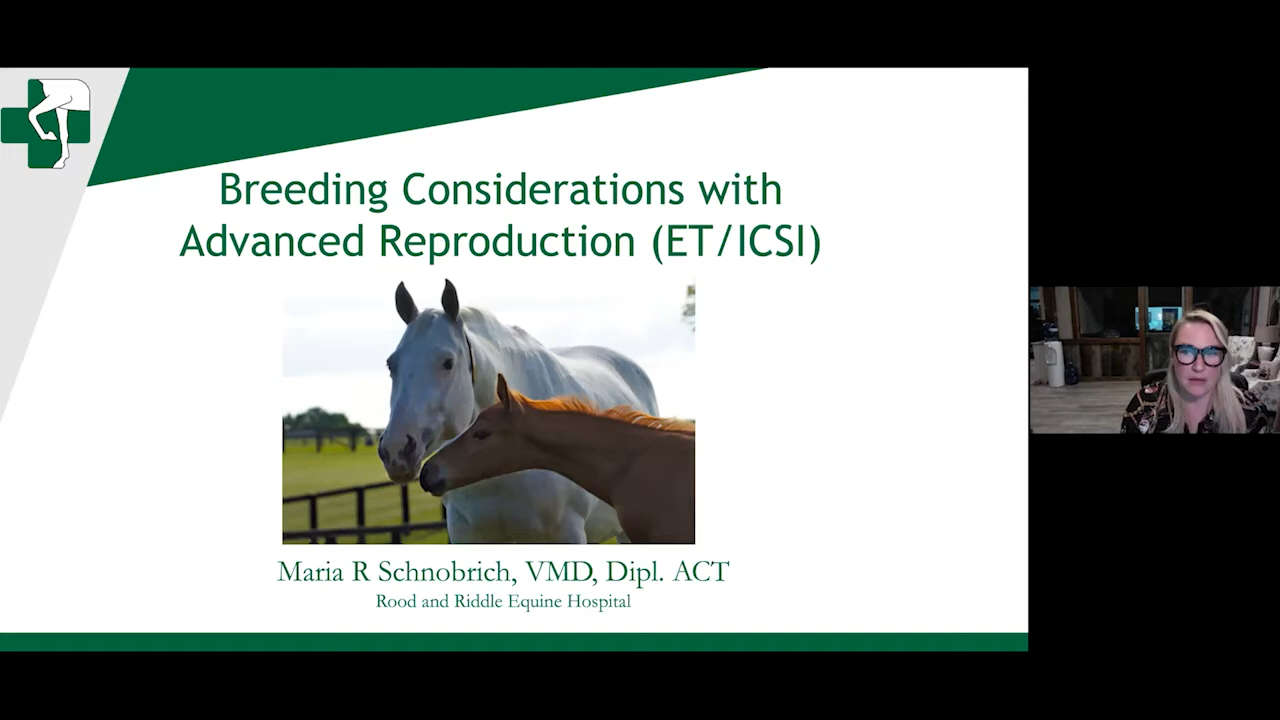 Breeding Considerations with
Advanced Reproduction (ET/ICSI)
Maria R Schnobrich, VMD, Dipl. ACT
Rood and Riddle Equine Hospital